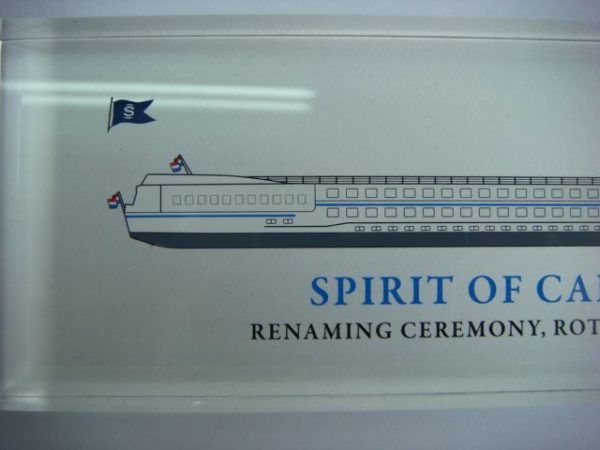 S
SPIRIT OF
RENAMING CEREMONY,